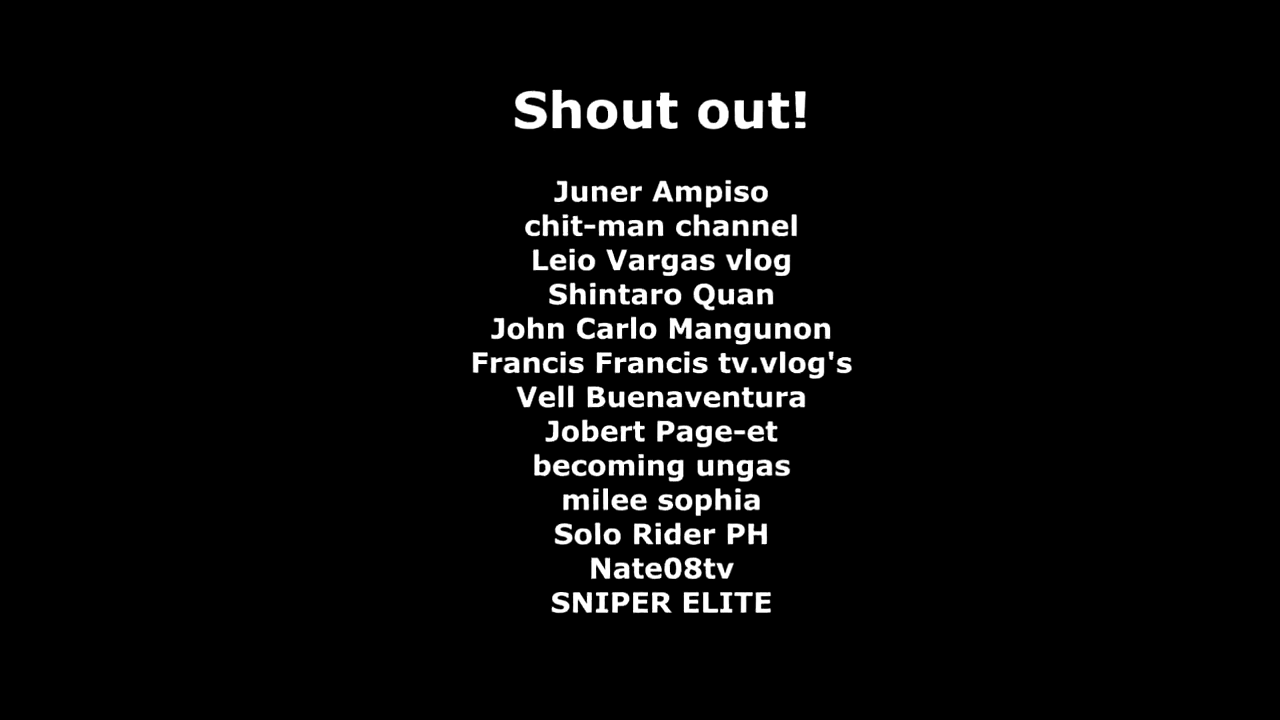 Shout out!
Juner Ampiso
chit-man channel
Leio Vargas vlog
Shintaro Quan
John Carlo Mangunon
Francis Francis tv.vlog's
Vell Buenaventura
Jobert Page-et
becoming ungas
milee sophia
Solo Rider PH
Nate08tv
SNIPER ELITE